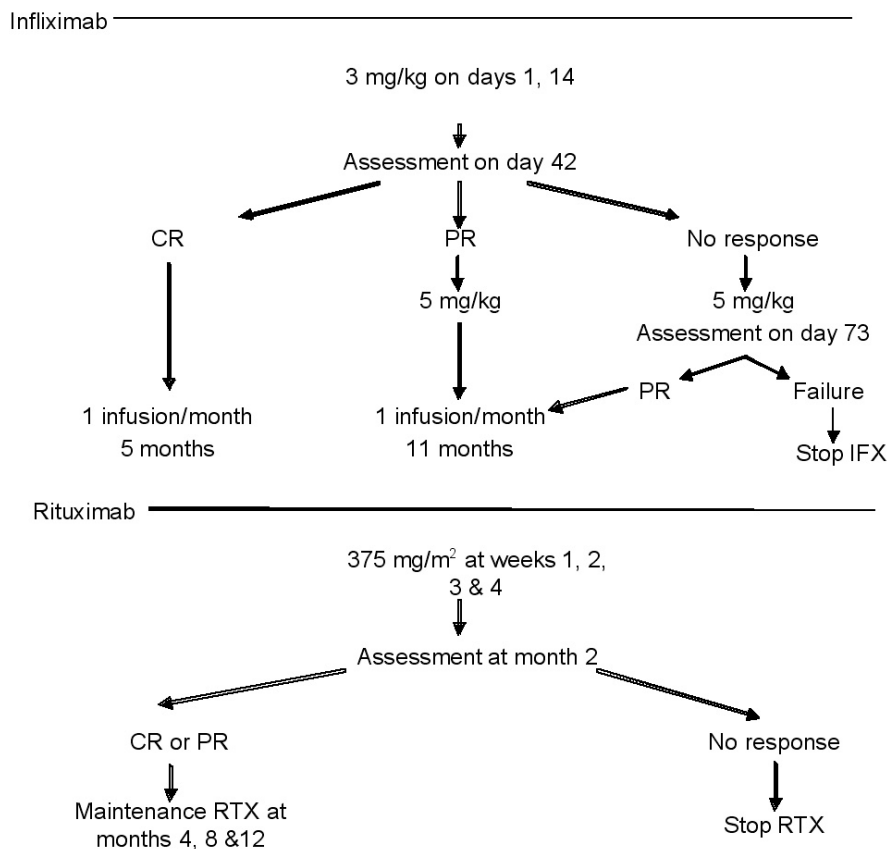 Infliximab
3 mg/kg on days 1, 14
Assessment on day 42
CR
PR
No response
5 mg/kg
5 mg/kg
Assessment on day 73
PR
Failure
1 infusion/month
5 months
1 infusion/month
11 months
Stop IFX
Rituximab
375 mg/m² at weeks 1, 2,
3 & 4
Assessment at month 2
CR or PR
No response
Maintenance RTX at
months 4, 8 &12
Stop RTX